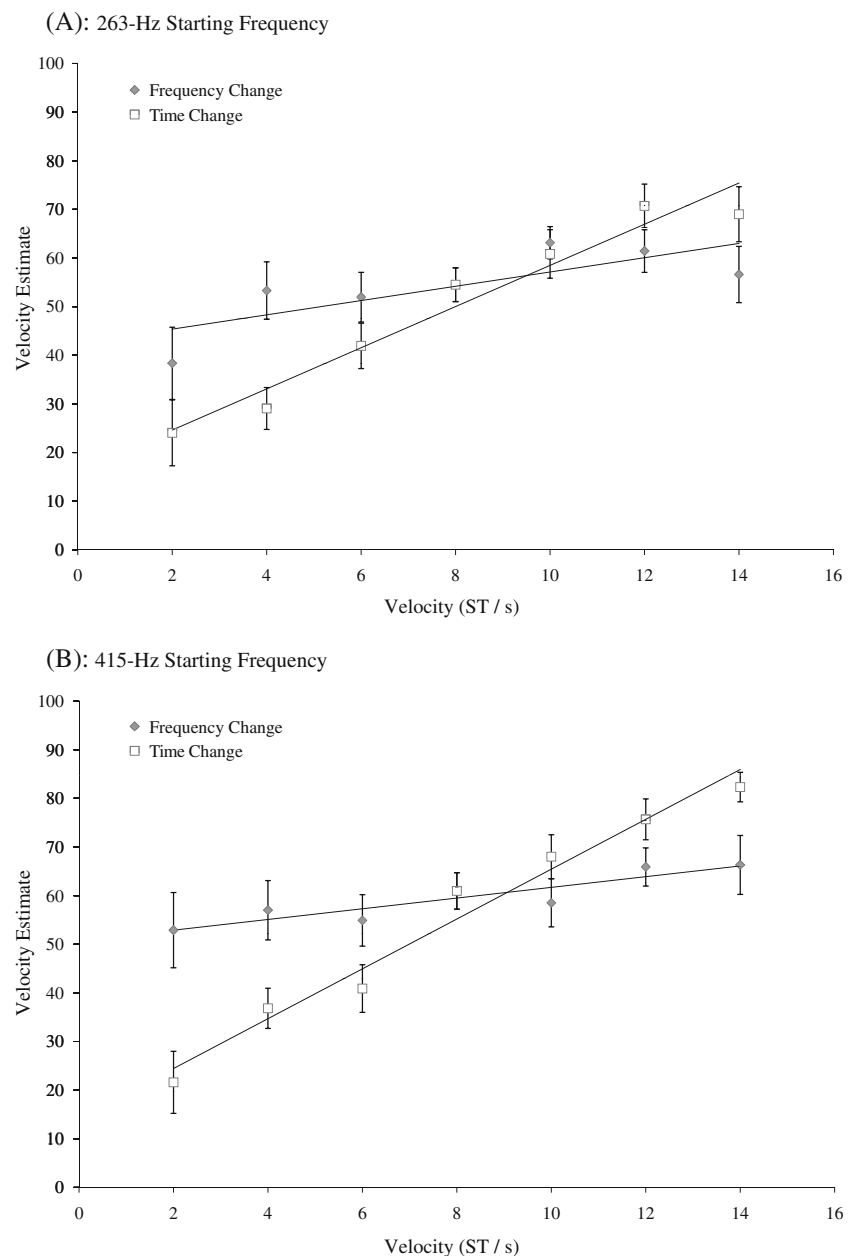 (A): 263-Hz Starting Frequency
100
90
80
70
60
50
40
30
20
10
0
Frequency Change
Time Change
Velocity Estimate
0 2 4 6 8 10 12 14 16
Velocity (ST / s)
(B): 415-Hz Starting Frequency
100
90
80
70
60
50
40
30
20
10
0
Frequency Change
Time Change
Velocity Estimate
0 2 4 6 8 10 12 14 16
Velocity (ST / s)